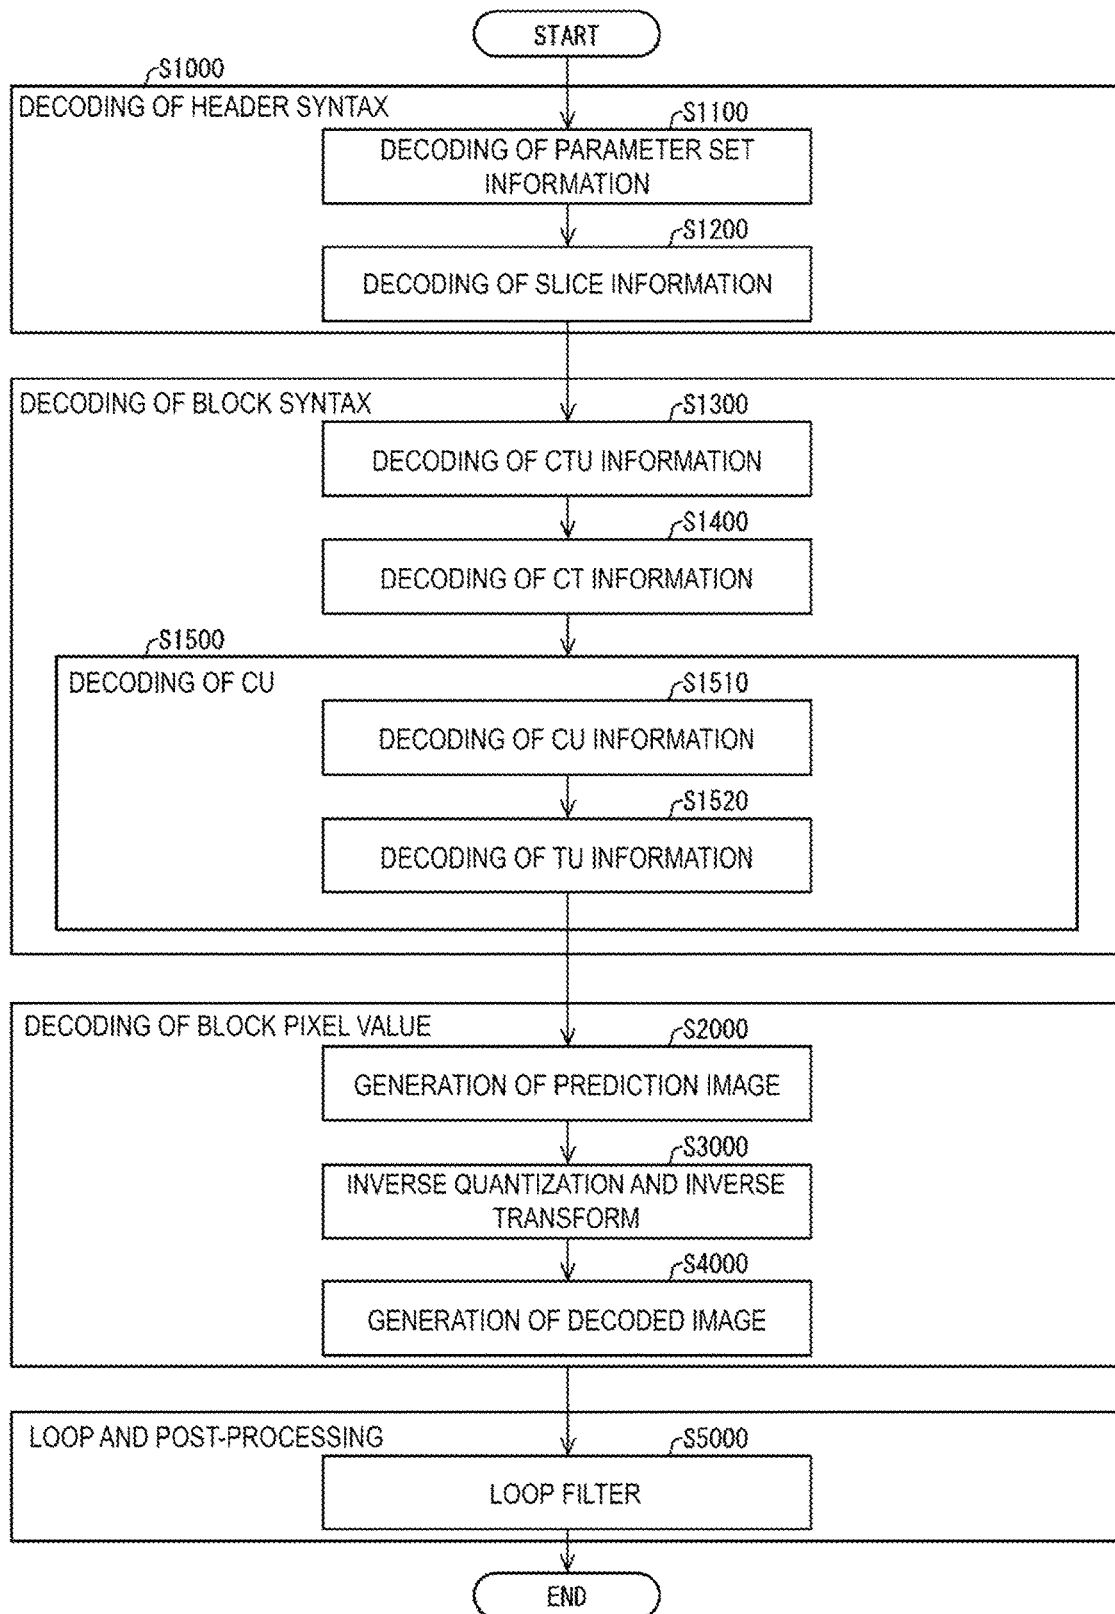 START
S1000
DECODING OF HEADER SYNTAX
S1100
DECODING OF PARAMETER SET
INFORMATION
S1200
DECODING OF SLICE INFORMATION
DECODING OF BLOCK SYNTAX
S1300
DECODING OF CTU INFORMATION
S1400
DECODING OF CT INFORMATION
S1500
DECODING OF CU
S1510
DECODING OF CU INFORMATION
S1520
DECODING OF TU INFORMATION
DECODING OF BLOCK PIXEL VALUE
S2000
GENERATION OF PREDICTION IMAGE
S3000
INVERSE QUANTIZATION AND INVERSE
TRANSFORM
S4000
GENERATION OF DECODED IMAGE
LOOP AND POST-PROCESSING
S5000
LOOP FILTER
END